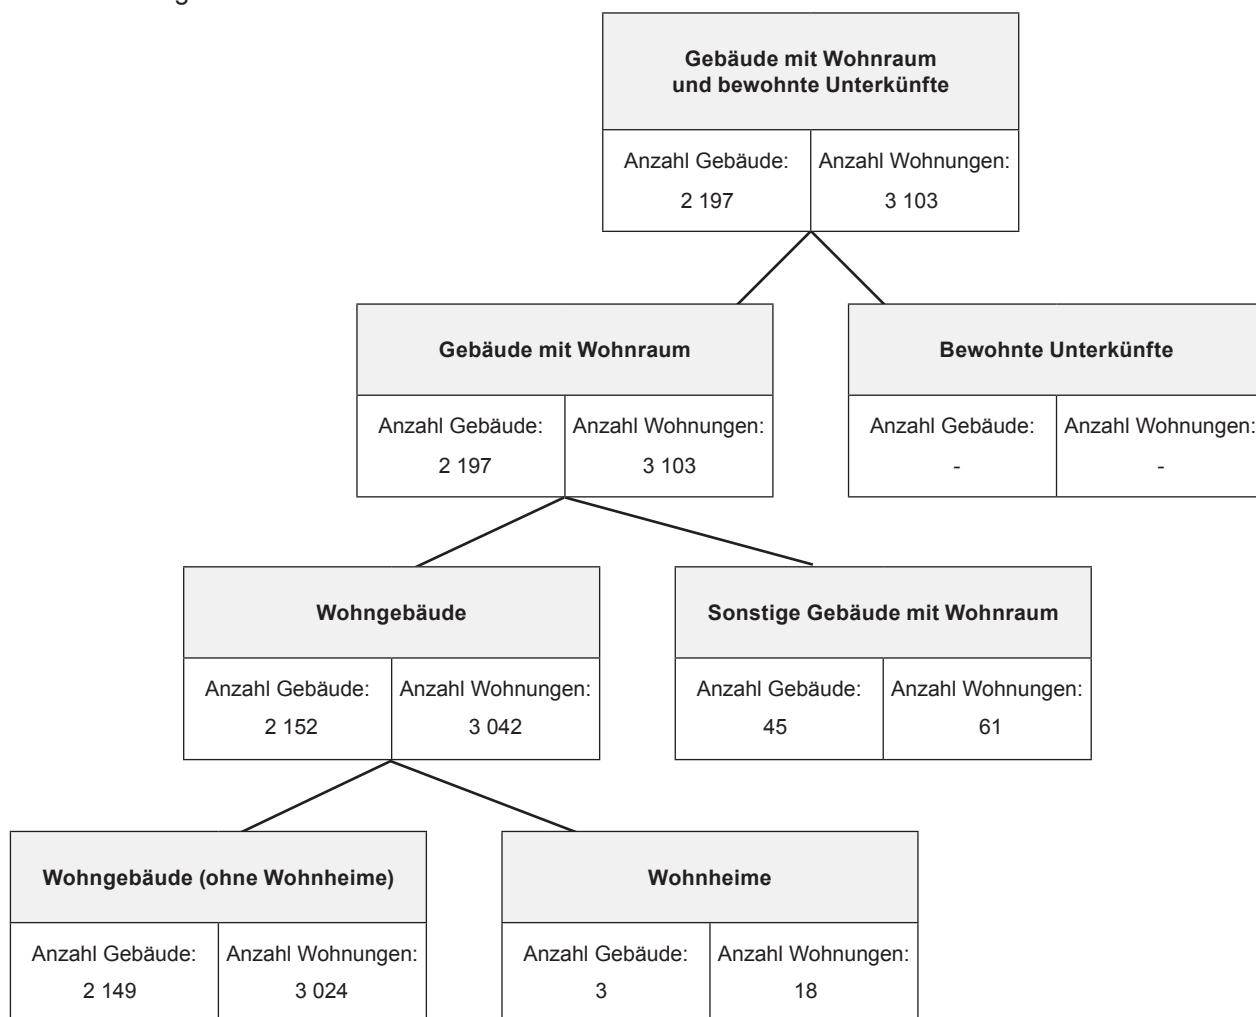 Gebäude mit Wohnraum
und bewohnte Unterkünfte
Anzahl Gebäude: Anzahl Wohnungen:
2 197 3 103
Gebäude mit Wohnraum
Anzahl Gebäude: Anzahl Wohnungen:
2 197 3 103
Bewohnte Unterkünfte
Anzahl Gebäude: Anzahl Wohnungen:
- -
Wohngebäude
Anzahl Gebäude: Anzahl Wohnungen:
2 152 3 042
Sonstige Gebäude mit Wohnraum
Anzahl Gebäude: Anzahl Wohnungen:
45 61
Wohngebäude (ohne Wohnheime)
Anzahl Gebäude: Anzahl Wohnungen:
2 149 3 024
Wohnheime
Anzahl Gebäude: Anzahl Wohnungen:
3 18